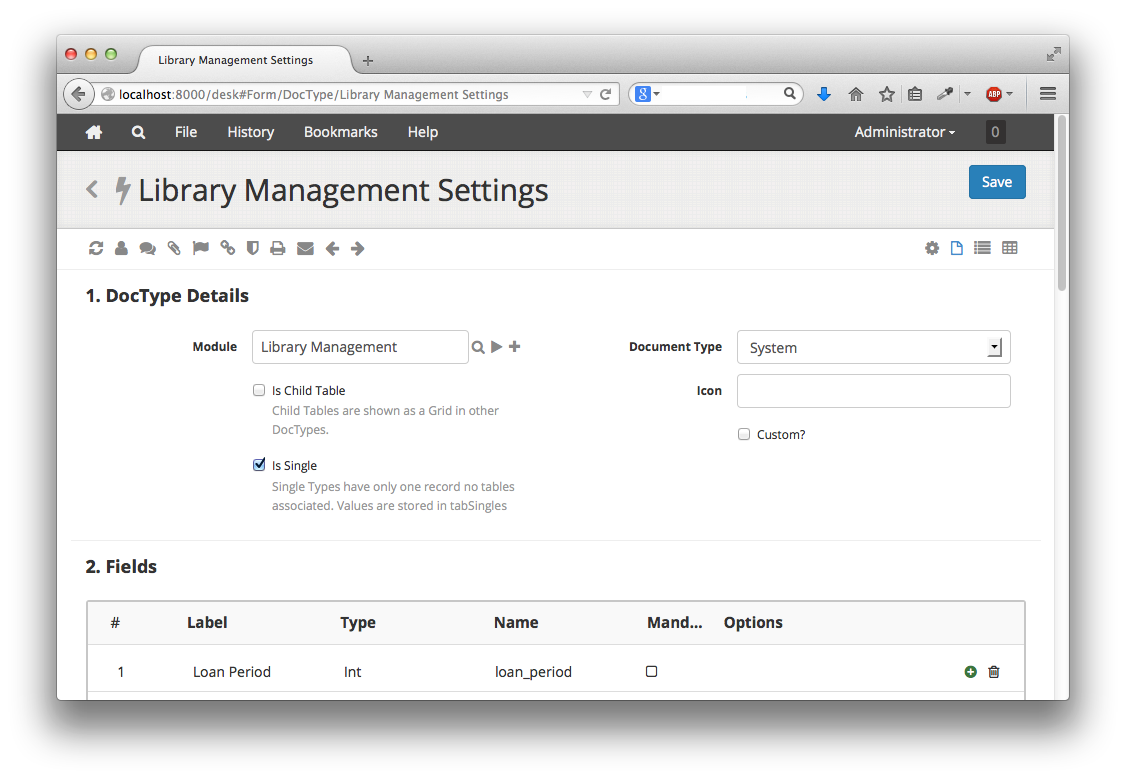 Library Management Settings
localhost:8000/desk#Form/DocType/Library Management Settings
8
ABP
File History Bookmarks Help Administrator 0
Library Management Settings Save
1. DocType Details
Module Library Management Document Type System
Is Child Table Icon
Child Tables are shown as a Grid in other
DocTypes.
Custom?
Is Single
Single Types have only one record no tables
associated. Values are stored in tabSingles
2. Fields
# Label Type Name Mand... Options
1 Loan Period Int loan_period